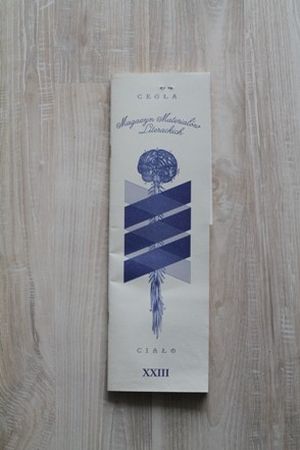 CEGŁA
Magazyn Materiałów
Literackich
CIAŁO
XXIII